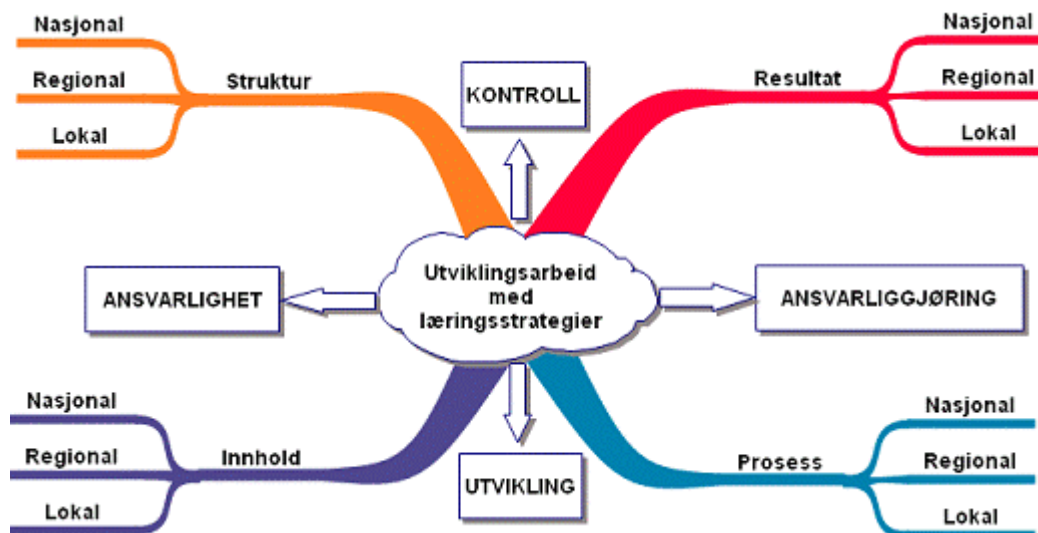 Nasjonal
Regional
Struktur
Lokal
KONTROLL
Nasjonal
Resultat
Regional
Lokal
ANSVARLIGHET
Utviklingsarbeid
med
læringsstrategier
ANSVARLIGGJØRING
Nasjonal
Regional
Innhold
Lokal
UTVIKLING
Nasjonal
Prosess
Regional
Lokal